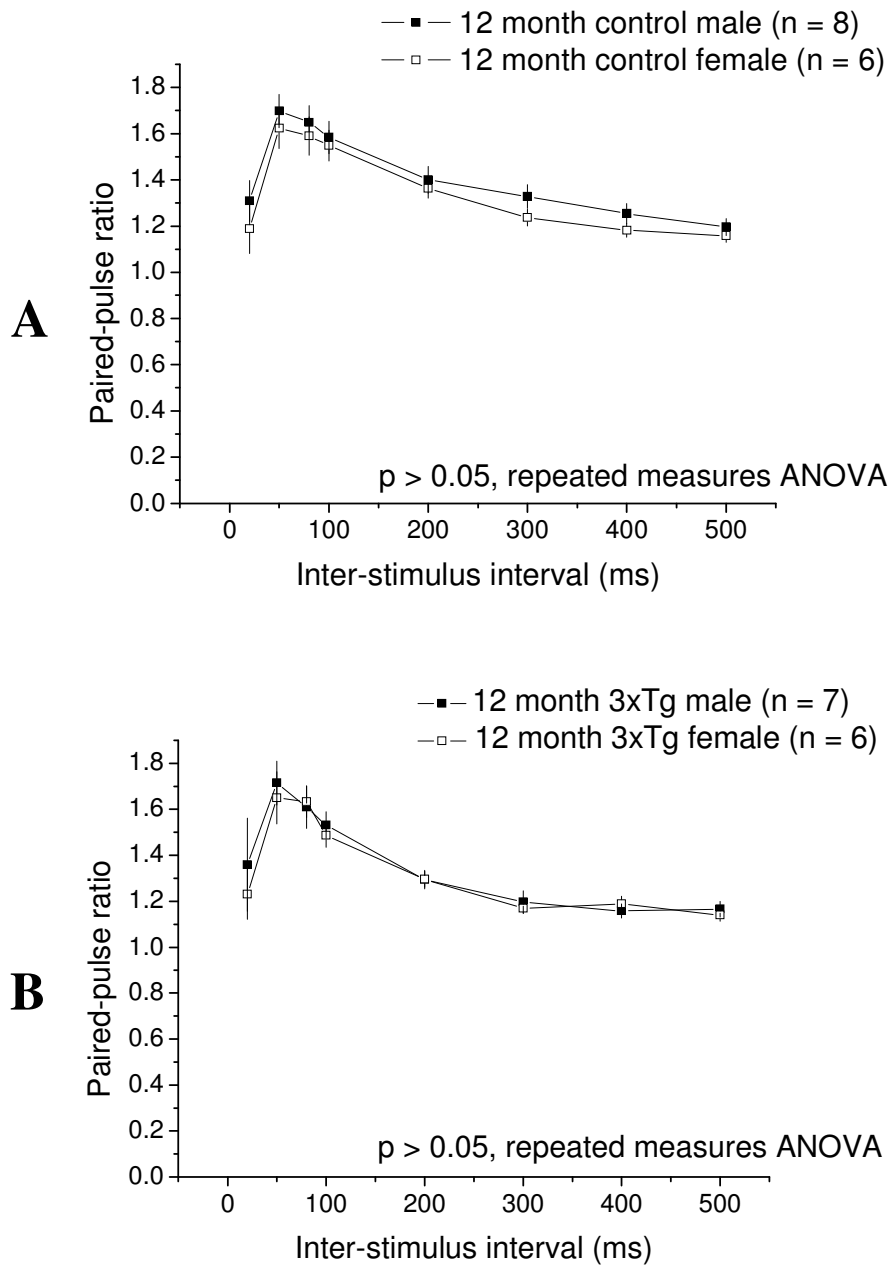 12 month control male (n = 8)
12 month control female (n = 6)
A
Paired-pulse ratio
1.8
1.6
1.4
1.2
1.0
0.8
0.6
0.4
0.2
0.0
p > 0.05, repeated measures ANOVA
0 100 200 300 400 500
Inter-stimulus interval (ms)
12 month 3xTg male (n = 7)
12 month 3xTg female (n = 6)
B
Paired-pulse ratio
1.8
1.6
1.4
1.2
1.0
0.8
0.6
0.4
0.2
0.0
p > 0.05, repeated measures ANOVA
0 100 200 300 400 500
Inter-stimulus interval (ms)